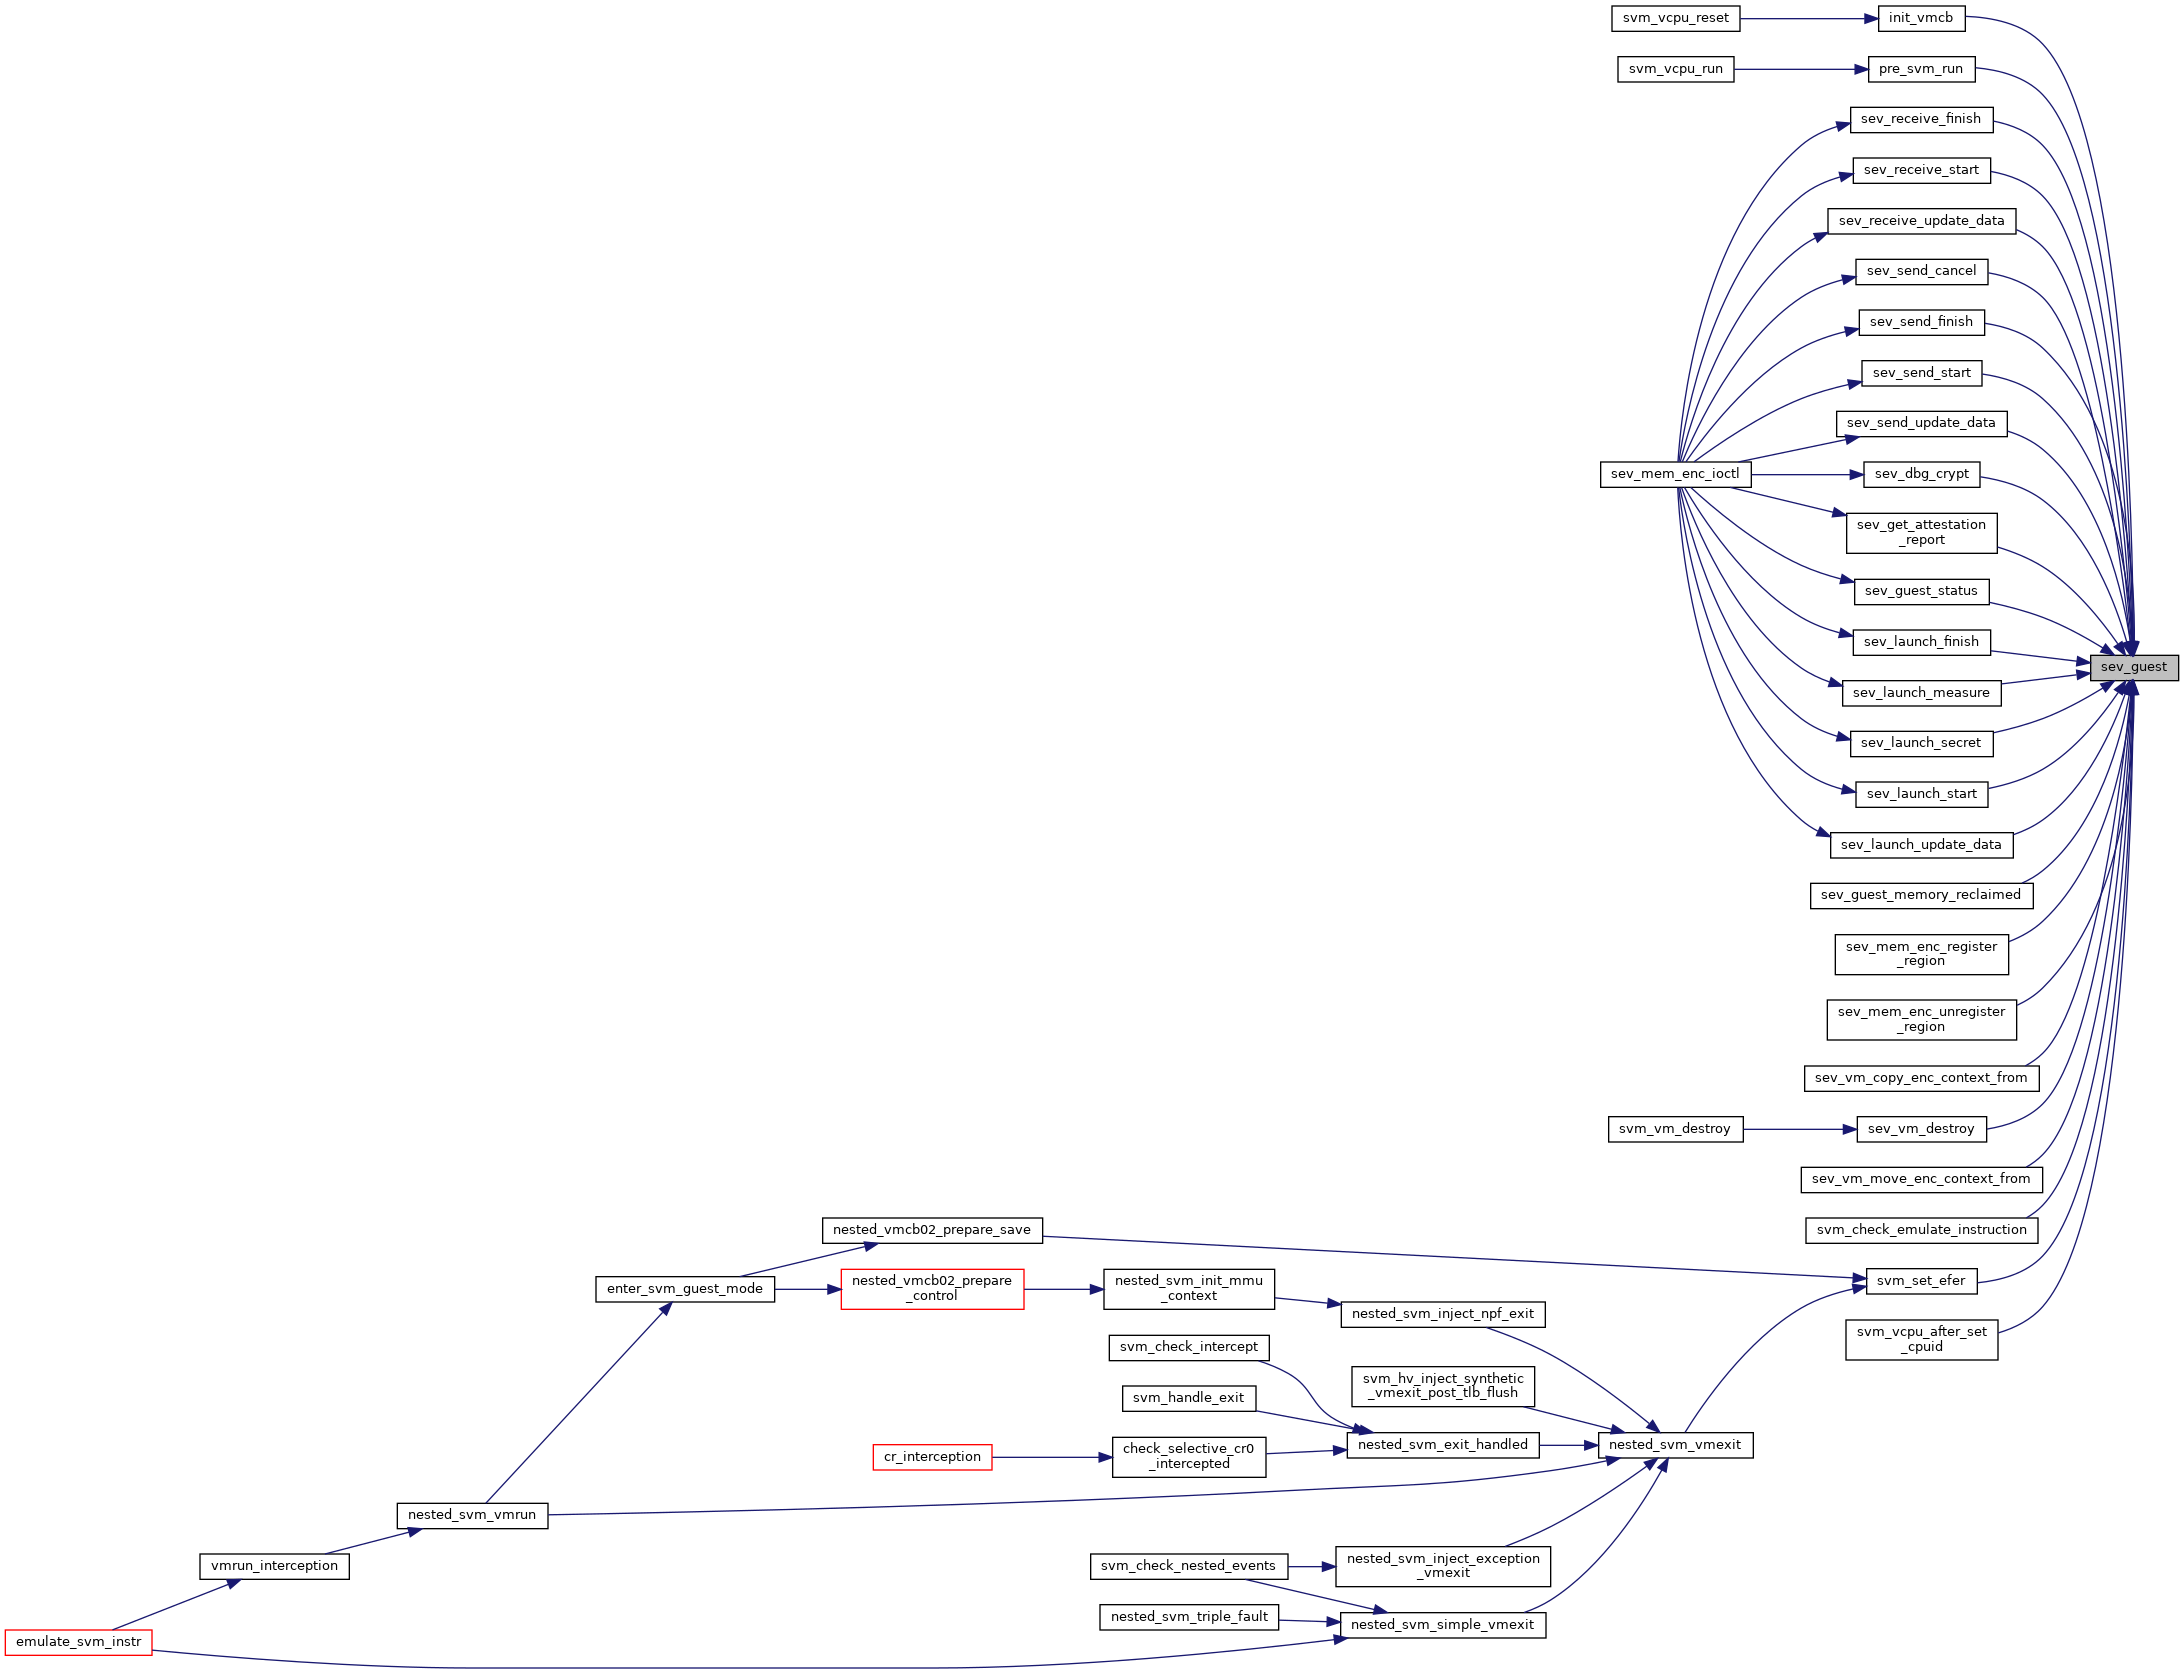 svm_vcpu_reset
init_vmcb
svm_vcpu_run
pre_svm_run
sev_receive_finish
sev_receive_start
sev_receive_update_data
sev_send_cancel
sev_send_finish
sev_send_start
sev_send_update_data
sev_mem_enc_ioctl
sev_dbg_crypt
sev_get_attestation
_report
sev_guest_status
sev_launch_finish
sev_guest
sev_launch_measure
sev_launch_secret
sev_launch_start
sev_launch_update_data
sev_guest_memory_reclaimed
sev_mem_enc_register
_region
sev_mem_enc_unregister
_region
sev_vm_copy_enc_context_from
svm_vm_destroy
sev_vm_destroy
sev_vm_move_enc_context_from
nested_vmcb02_prepare_save
svm_check_emulate_instruction
enter_svm_guest_mode
nested_vmcb02_prepare
_control
nested_svm_init_mmu
_context
svm_set_efer
nested_svm_inject_npf_exit
svm_vcpu_after_set
_cpuid
svm_check_intercept
svm_hv_inject_synthetic
_vmexit_post_tlb_flush
svm_handle_exit
cr_interception
check_selective_cr0
_intercepted
nested_svm_exit_handled
nested_svm_vmexit
nested_svm_vmrun
vmrun_interception
svm_check_nested_events
nested_svm_inject_exception
_vmexit
nested_svm_triple_fault
nested_svm_simple_vmexit
emulate_svm_instr